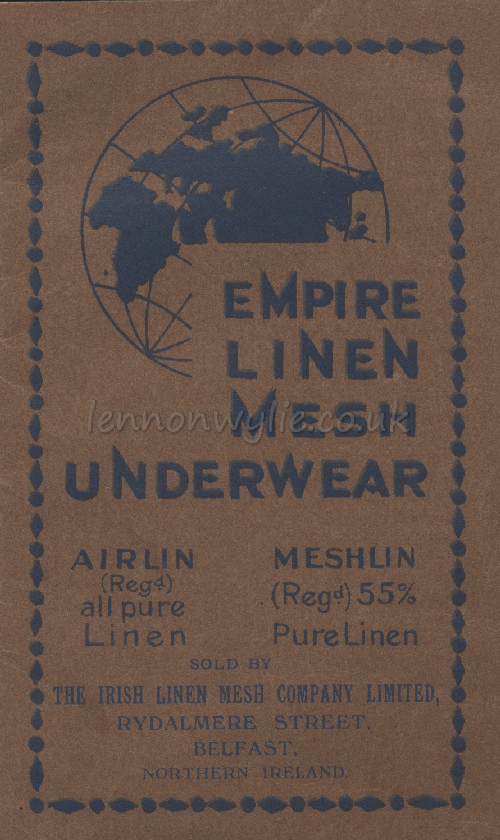 EMPIRE
LINEN
MESH
lennonwylie.co.uk
UNDERWEAR
AIRLIN
(Regd)
all pure
Linen
MESHLIN
(Regd) 55%
Pure Linen
SOLD BY
THE IRISH LINEN MESH COMPANY LIMITED,
RYDALMERE STREET,
BELFAST,
NORTHERN IRELAND.